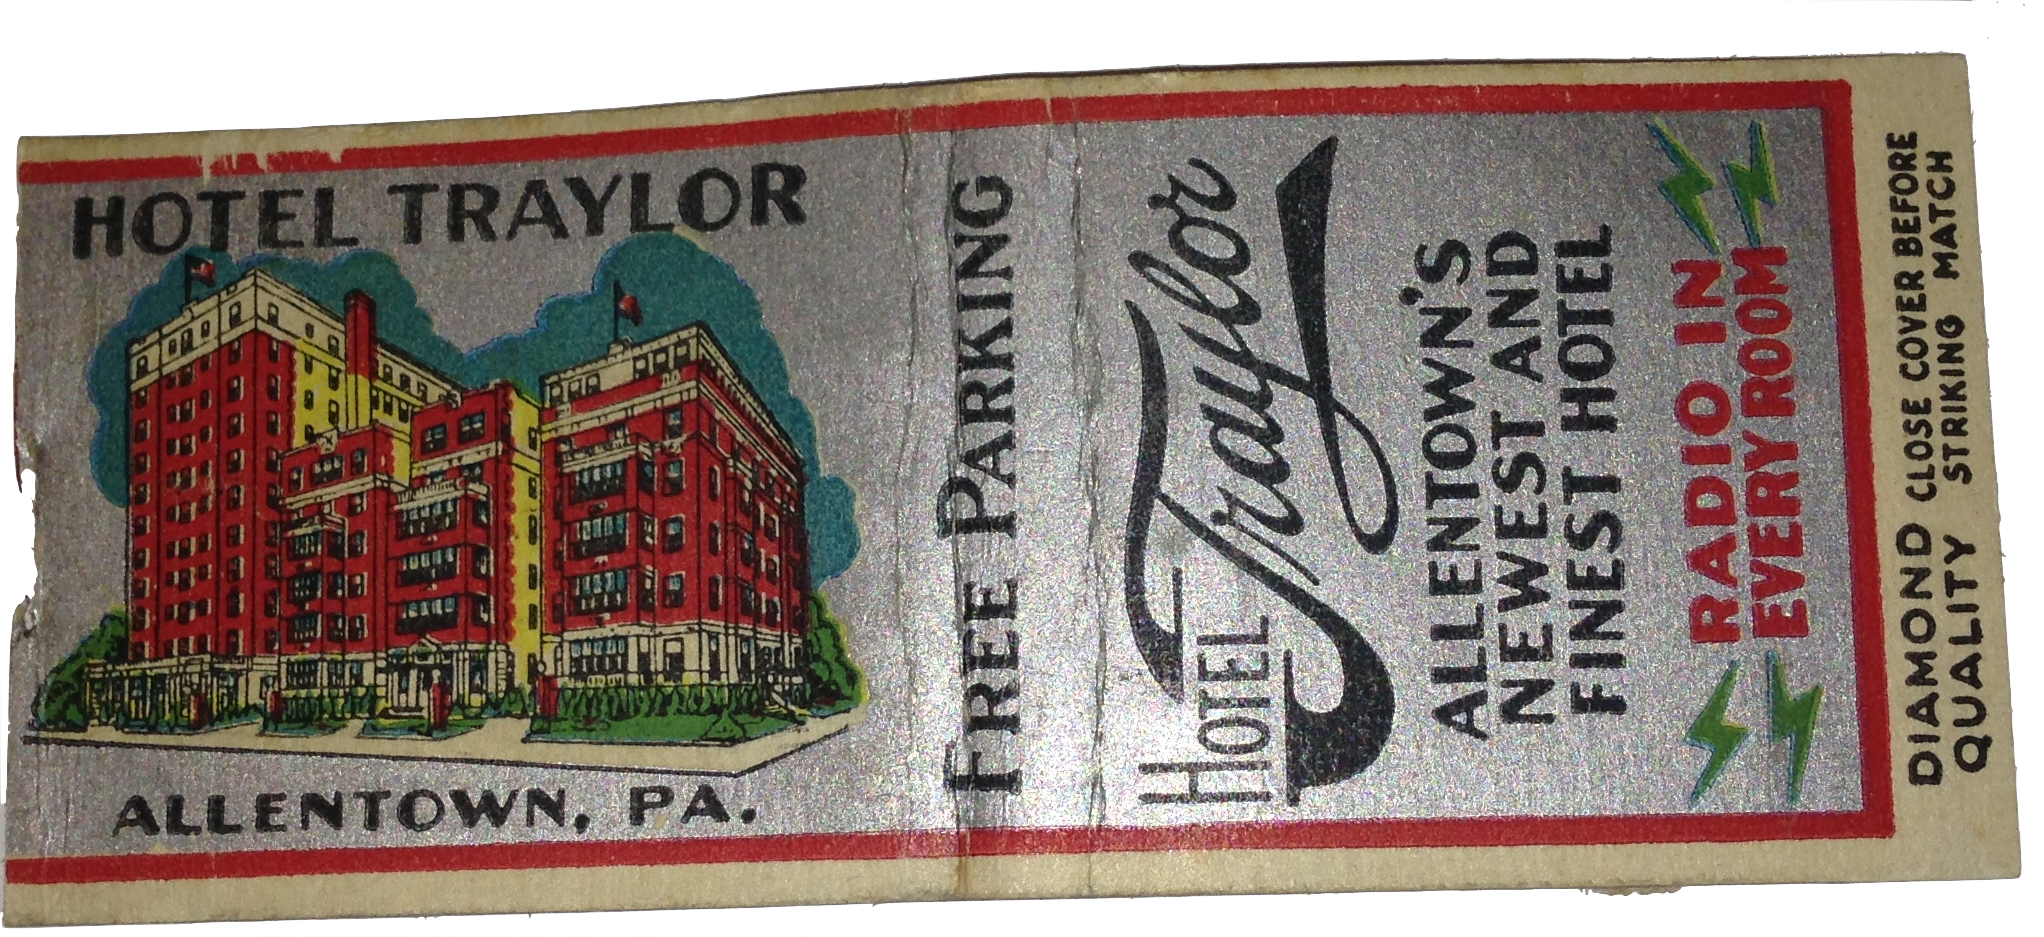 HOTEL TRAYLOR
ALLENTOWN, PA.
FREE PARKING
HOTEL Traylor
ALLENTOWN'S
NEWEST AND
FINEST HOTEL
RADIO IN
EVERY ROOM
DIAMOND CLOSE COVER BEFORE
QUALITY STRIKING MATCH